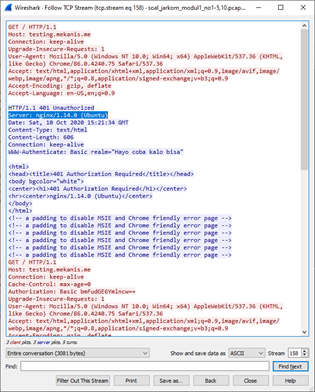 Wireshark - Follow TCP Stream (tcp.stream eq 158) - soal_jarkom_modul1_no1-5,10.pcap...
GET / HTTP/1.1
Host: testing.mekanis.me
Connection: keep-alive
Upgrade-Insecure-Requests: 1
User-Agent: Mozilla/5.0 (Windows NT 10.0; Win64; x64) AppleWebKit/537.36 (KHTML,
like Gecko) Chrome/86.0.4240.75 Safari/537.36
Accept: text/html,application/xhtml+xml,application/xml;q=0.9,image/avif,image/
webp,image/apng,*/*;q=0.8,application/signed-exchange;v=b3;q=0.9
Accept-Encoding: gzip, deflate
Accept-Language: en-US,en;q=0.9
HTTP/1.1 401 Unauthorized
Server: nginx/1.14.0 (Ubuntu)
Date: Sat, 10 Oct 2020 15:21:34 GMT
Content-Type: text/html
Content-Length: 606
Connection: keep-alive
WWW-Authenticate: Basic realm="Hayo coba kalo bisa"
<html>
<head><title>401 Authorization Required</title></head>
<body bgcolor="white">
<center><h1>401 Authorization Required</h1></center>
<hr><center>nginx/1.14.0 (Ubuntu)</center>
</body>
</html>
<!-- a padding to disable MSIE and Chrome friendly error page -->
<!-- a padding to disable MSIE and Chrome friendly error page -->
<!-- a padding to disable MSIE and Chrome friendly error page -->
<!-- a padding to disable MSIE and Chrome friendly error page -->
<!-- a padding to disable MSIE and Chrome friendly error page -->
<!-- a padding to disable MSIE and Chrome friendly error page -->
GET / HTTP/1.1
Host: testing.mekanis.me
Connection: keep-alive
Cache-Control: max-age=0
Authorization: Basic
Upgrade-Insecure-Requests: 1
User-Agent: Mozilla/5.0 (Windows NT 10.0; Win64; x64) AppleWebKit/537.36 (KHTML,
like Gecko) Chrome/86.0.4240.75 Safari/537.36
Accept: text/html,application/xhtml+xml,application/xml;q=0.9,image/avif,image/
webp,image/apng,*/*;q=0.8,application/signed-exchange;v=b3;q=0.9
Accept-Encoding: gzip, deflate
3 client pkts, 3 server pkts, 5 turns.
Entire conversation (3081 bytes) Show and save data as ASCII Stream 158
Find: Find Next
Filter Out This Stream Print Save as... Back Close Help